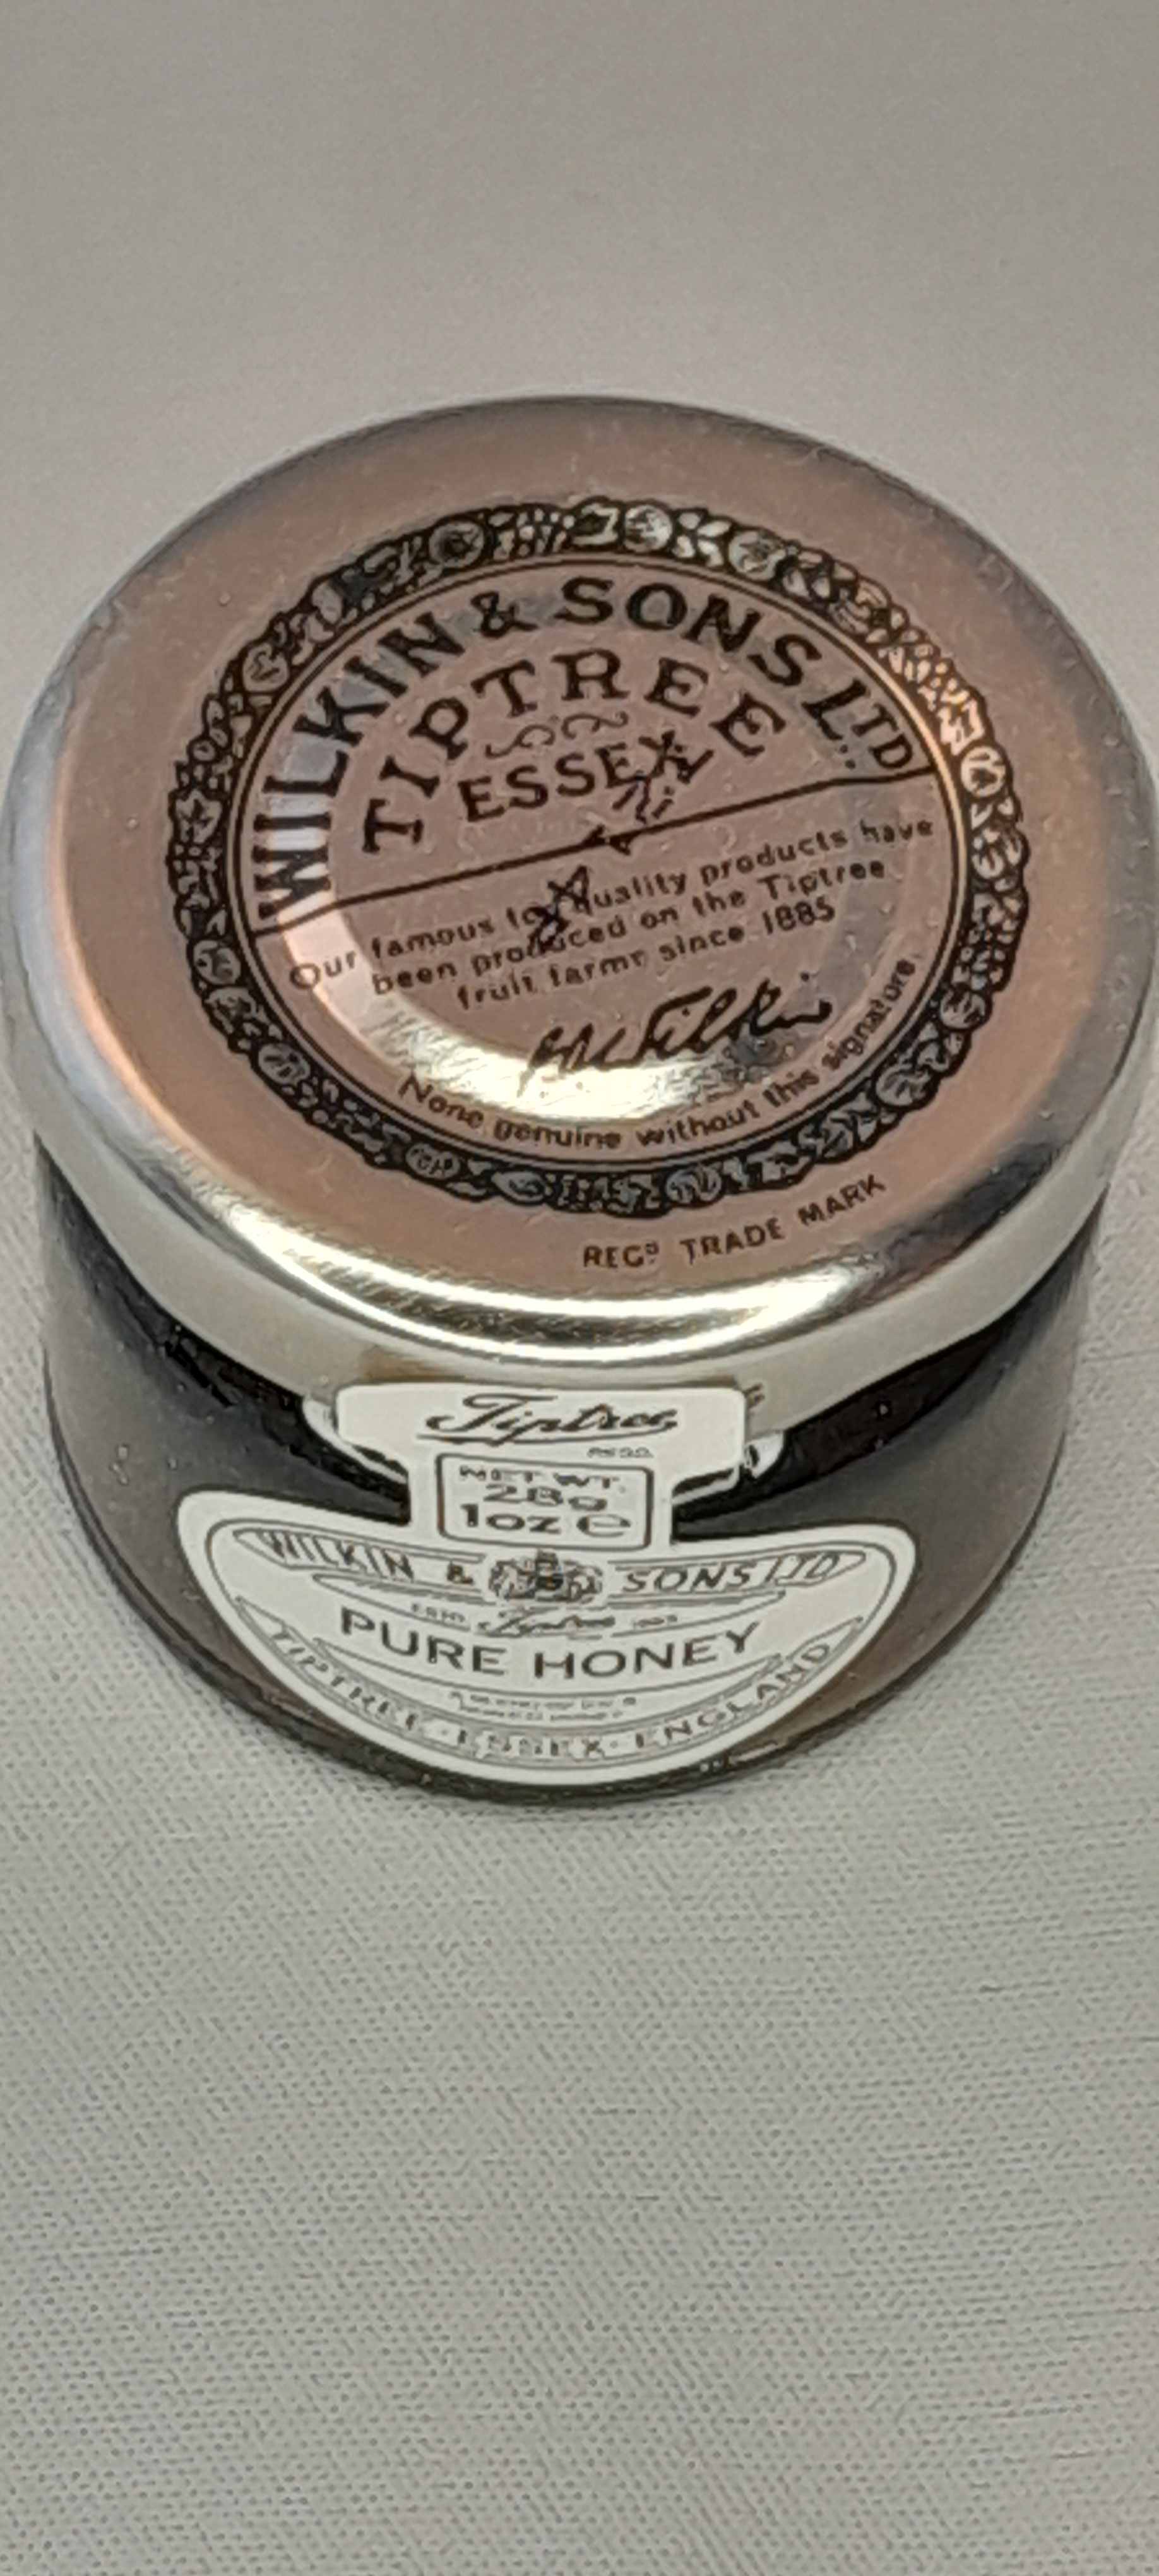 WILKIN & SONS LTD
TIPTREE
ESSEX
Our famous quality products have
been produced on the Tiptree
fruit farms since 1885
None genuine without this signature.
REGD TRADE MARK
Tiptree
NET WT.
28g
1oz e
WILKIN & SONS LTD
Tiptree
PURE HONEY
TIPTREE · ESSEX · ENGLAND